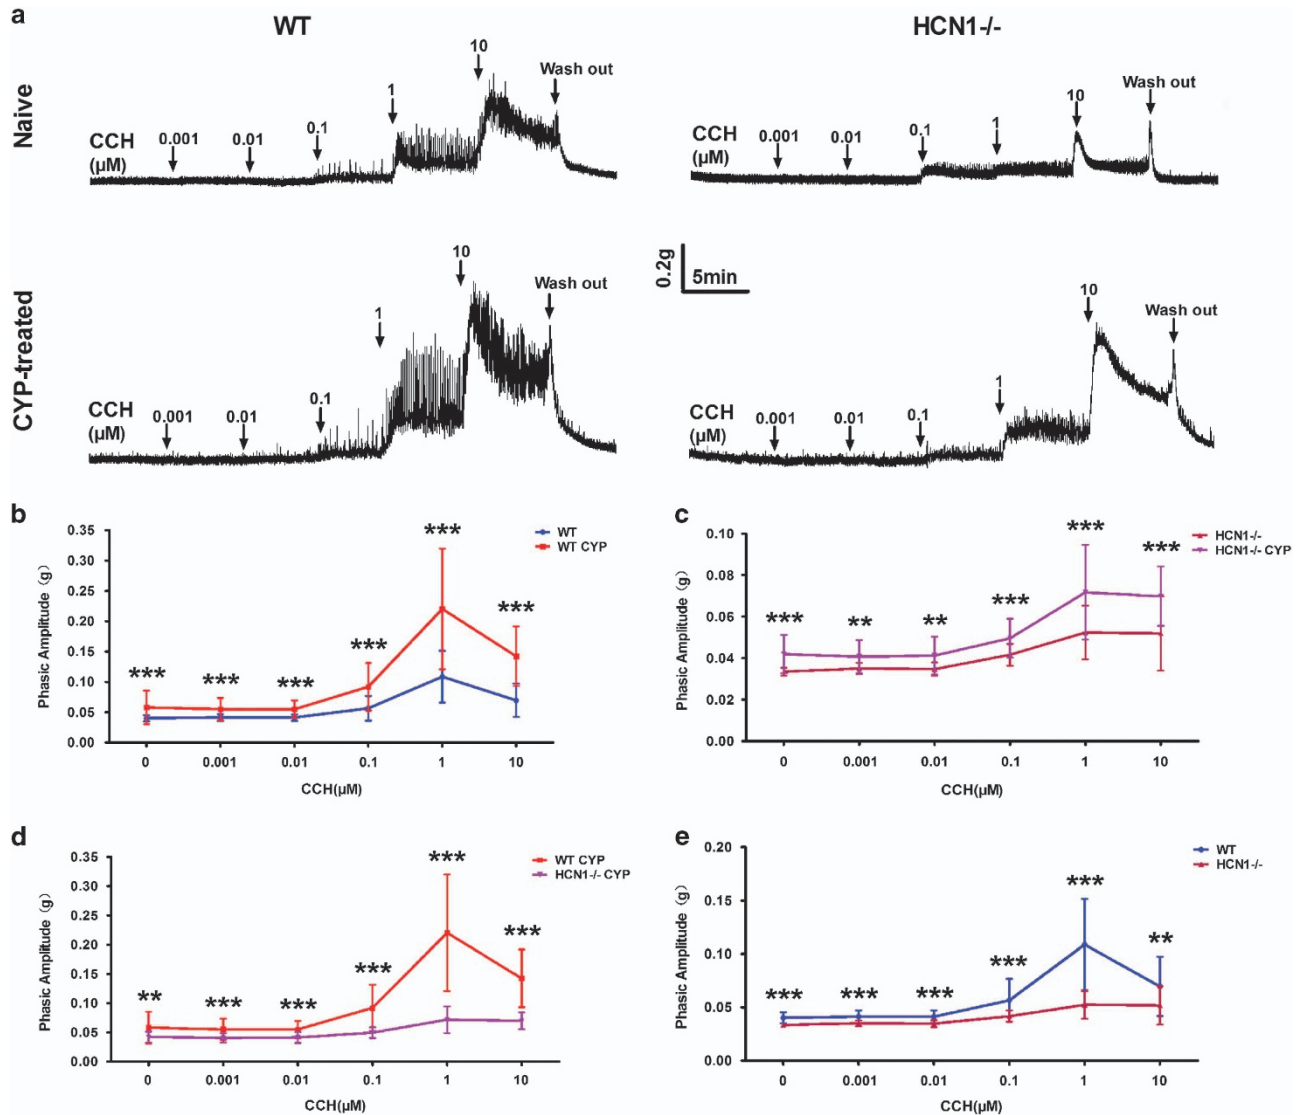 a
WT
HCN1-/-
Naive
CCH
(μM)
0.001
0.01
0.1
1
10
Wash out
CCH
(μM)
0.001
0.01
0.1
1
10
Wash out
CYP-treated
CCH
(μM)
0.001
0.01
0.1
1
10
Wash out
0.2g
5min
CCH
(μM)
0.001
0.01
0.1
1
10
Wash out
b
Phasic Amplitude (g)
0.35
0.30
0.25
0.20
0.15
0.10
0.05
0.00
*** *** *** *** *** ***
WT
WT CYP
0 0.001 0.01 0.1 1 10
CCH(μM)
c
Phasic Amplitude (g)
0.10
0.08
0.06
0.04
0.02
0.00
*** ** ** *** *** ***
HCN1-/-
HCN1-/- CYP
0 0.001 0.01 0.1 1 10
CCH(μM)
d
Phasic Amplitude (g)
0.35
0.30
0.25
0.20
0.15
0.10
0.05
0.00
** *** *** *** *** ***
WT CYP
HCN1-/- CYP
0 0.001 0.01 0.1 1 10
CCH(μM)
e
Phasic Amplitude (g)
0.20
0.15
0.10
0.05
0.00
*** *** *** *** *** **
WT
HCN1-/-
0 0.001 0.01 0.1 1 10
CCH(μM)